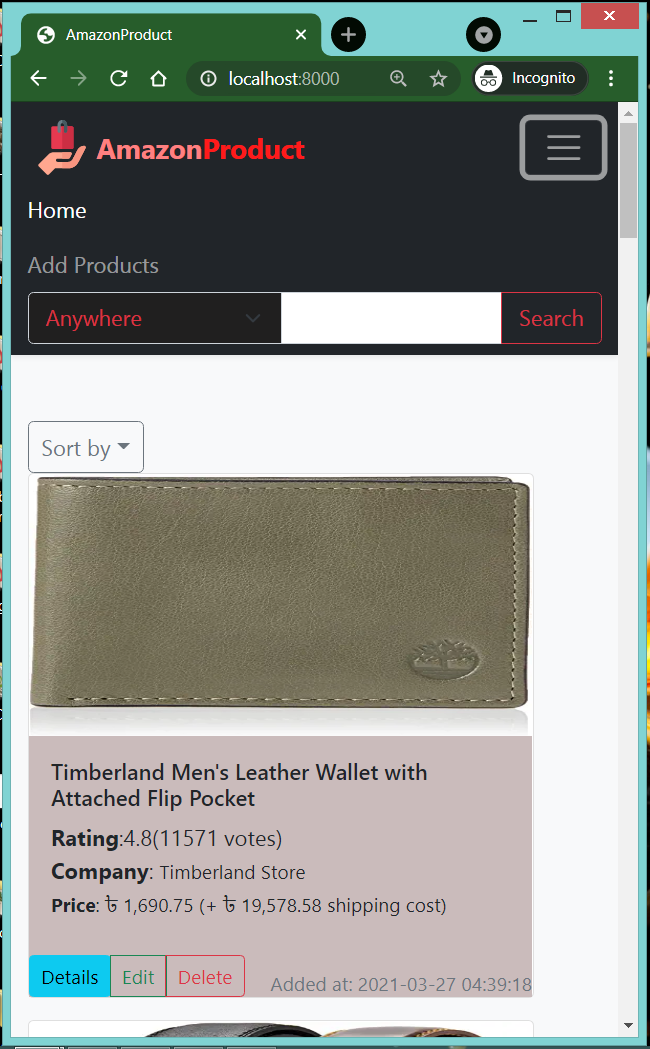 AmazonProduct
localhost:8000
Incognito
AmazonProduct
Home
Add Products
Anywhere
Search
Sort by
Timberland Men's Leather Wallet with
Attached Flip Pocket
Rating:4.8(11571 votes)
Company: Timberland Store
Price: ৳ 1,690.75 (+ ৳ 19,578.58 shipping cost)
Details Edit Delete
Added at: 2021-03-27 04:39:18